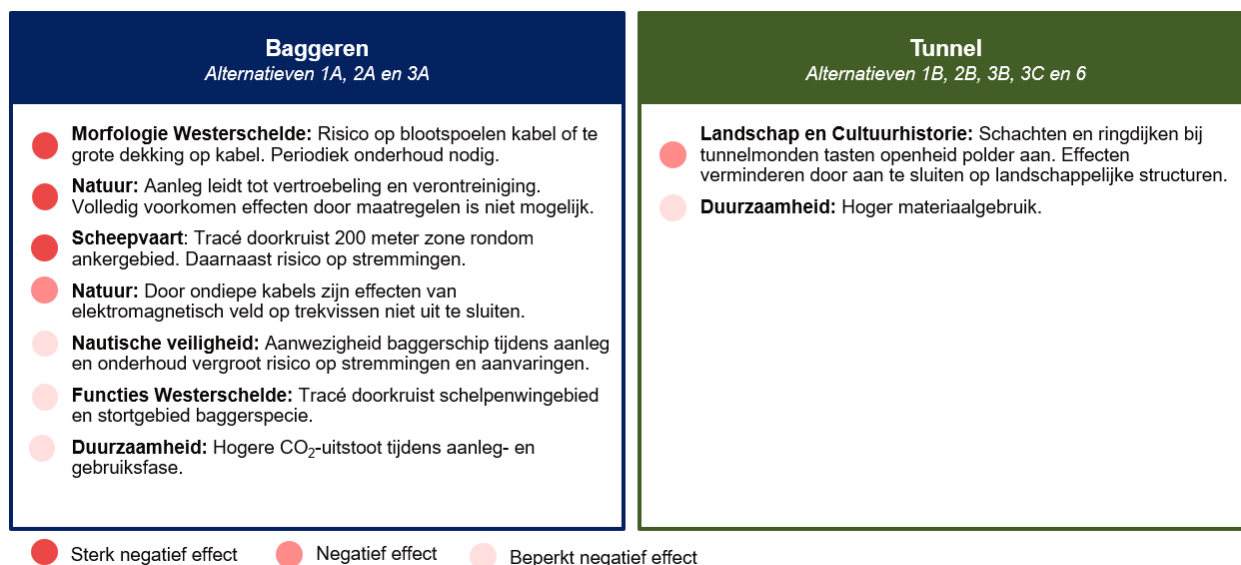 Baggeren
Alternatieven 1A, 2A en 3A
Morfologie Westerschelde: Risico op blootspoelen kabel of te
grote dekking op kabel. Periodiek onderhoud nodig.
Natuur: Aanleg leidt tot vertroebeling en verontreiniging.
Volledig voorkomen effecten door maatregelen is niet mogelijk.
Scheepvaart: Tracé doorkruist 200 meter zone rondom
ankergebied. Daarnaast risico op stremmingen.
Natuur: Door ondiepe kabels zijn effecten van
elektromagnetisch veld op trekvissen niet uit te sluiten.
Nautische veiligheid: Aanwezigheid baggerschip tijdens aanleg
en onderhoud vergroot risico op stremmingen en aanvaringen.
Functies Westerschelde: Tracé doorkruist schelpenwingebied
en stortgebied baggerspecie.
Duurzaamheid: Hogere CO₂-uitstoot tijdens aanleg- en
gebruiksfase.
Tunnel
Alternatieven 1B, 2B, 3B, 3C en 6
Landschap en Cultuurhistorie: Schachten en ringdijken bij
tunnelmonden tasten openheid polder aan. Effecten
verminderen door aan te sluiten op landschappelijke structuren.
Duurzaamheid: Hoger materiaalgebruik.
Sterk negatief effect
Negatief effect
Beperkt negatief effect